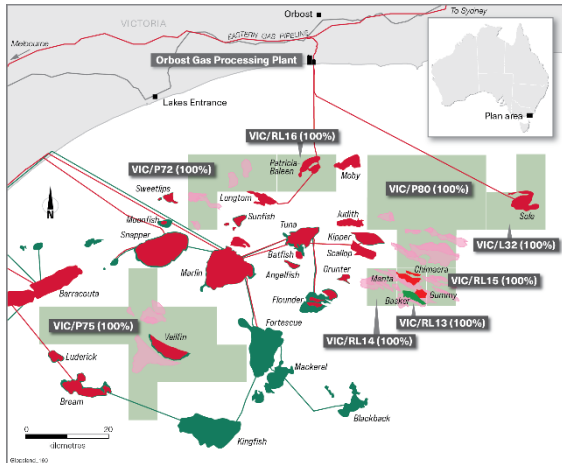 VICTORIA
Orbost
To Sydney
EASTERN GAS PIPELINE
Melbourne
Orbost Gas Processing Plant
Lakes Entrance
Plan area
VIC/RL16 (100%)
VIC/P72 (100%)
Patricia
Baleen
Moby
VIC/P80 (100%)
Sweetlips
Longtom
Sole
Moonfish
Sunfish
Snapper
Tuna
Judith
Kipper
VIC/L32 (100%)
N
Batfish
Scallop
Marlin
Angelfish
Grunter
Chimaera
Manta
VIC/RL15 (100%)
Barracouta
Basker
Gummy
Flounder
VIC/RL13 (100%)
VIC/P75 (100%)
Fortescue
VIC/RL14 (100%)
Veilfin
Luderick
Mackerel
Bream
Blackback
Kingfish
0 20
kilometres